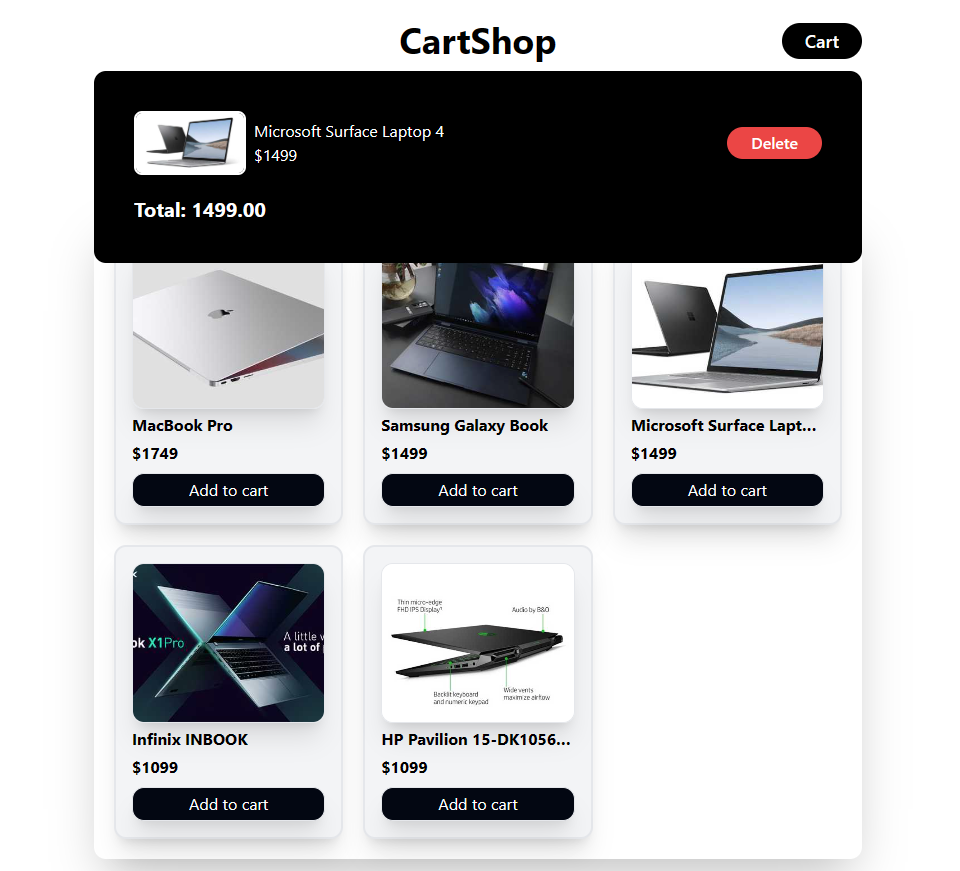 CartShop
Cart
Microsoft Surface Laptop 4
$1499
Delete
Total: 1499.00
MacBook Pro
$1749
Add to cart
Samsung Galaxy Book
$1499
Add to cart
Microsoft Surface Lapt...
$1499
Add to cart
ok X1Pro
A little
a lot of
Infinix INBOOK
$1099
Add to cart
Thin micro-edge
FHD IPS Display¹
Audio by B&O
Backlit keyboard
and numeric keypad
Wide vents
maximize airflow
HP Pavilion 15-DK1056...
$1099
Add to cart